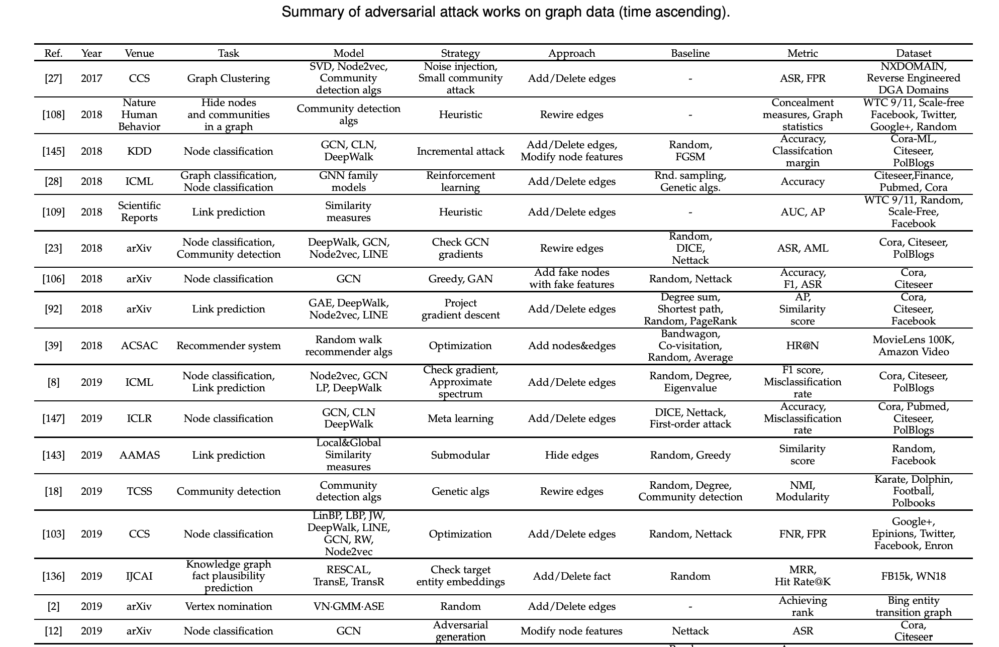 Summary of adversarial attack works on graph data (time ascending).
Ref. Year Venue Task Model Strategy Approach Baseline Metric Dataset
SVD, Node2vec, Noise injection, NXDOMAIN,
[27] 2017 CCS Graph Clustering Community Small community Add/Delete edges - ASR, FPR Reverse Engineered
detection algs attack DGA Domains
Nature Hide nodes Concealment WTC 9/11, Scale-free
[108] 2018 Human and communities Community detection Heuristic Rewire edges - measures, Graph Facebook, Twitter,
Behavior in a graph algs statistics Google+, Random
Accuracy, Cora-ML,
[145] 2018 KDD Node classification GCN, CLN, Incremental attack Add/Delete edges, Random, Classifcation Citeseer,
DeepWalk Modify node features FGSM margin PolBlogs
Graph classification, GNN family Reinforcement Rnd. sampling, Citeseer,Finance,
[28] 2018 ICML Node classification models learning Add/Delete edges Genetic algs. Accuracy Pubmed, Cora
Scientific Similarity WTC 9/11, Random,
[109] 2018 Reports Link prediction measures Heuristic Add/Delete edges - AUC, AP Scale-Free,
Facebook
Node classification, DeepWalk, GCN, Check GCN Random, Cora, Citeseer,
[23] 2018 arXiv Community detection Node2vec, LINE gradients Rewire edges DICE, ASR, AML PolBlogs
Nettack
Add fake nodes Accuracy, Cora,
[106] 2018 arXiv Node classification GCN Greedy, GAN with fake features Random, Nettack F1, ASR Citeseer
GAE, DeepWalk, Project Degree sum, AP, Cora,
[92] 2018 arXiv Link prediction Node2vec, LINE gradient descent Add/Delete edges Shortest path, Similarity Citeseer,
Random, PageRank score Facebook
Random walk Bandwagon, MovieLens 100K,
[39] 2018 ACSAC Recommender system recommender algs Optimization Add nodes&edges Co-visitation, HR@N Amazon Video
Random, Average
Node classification, Node2vec, GCN Check gradient, Random, Degree, F1 score, Cora, Citeseer,
[8] 2019 ICML Link prediction LP, DeepWalk Approximate Add/Delete edges Eigenvalue Misclassification PolBlogs
spectrum rate
GCN, CLN DICE, Nettack, Accuracy, Cora, Pubmed,
[147] 2019 ICLR Node classification DeepWalk Meta learning Add/Delete edges First-order attack Misclassification Citeseer,
rate PolBlogs
Local&Global Similarity Random,
[143] 2019 AAMAS Link prediction Similarity Submodular Hide edges Random, Greedy score Facebook
measures
Community Random, Degree, NMI, Karate, Dolphin,
[18] 2019 TCSS Community detection detection algs Genetic algs Rewire edges Community detection Modularity Football,
Polbooks
LinBP, LBP, JW, Google+,
[103] 2019 CCS Node classification DeepWalk, LINE, Optimization Add/Delete edges Random, Nettack FNR, FPR Epinions, Twitter,
GCN, RW, Facebook, Enron
Node2vec
Knowledge graph RESCAL, Check target MRR,
[136] 2019 IJCAI fact plausibility TransE, TransR entity embeddings Add/Delete fact Random Hit Rate@K FB15k, WN18
prediction
Achieving Bing entity
[2] 2019 arXiv Vertex nomination VN·GMM·ASE Random Add/Delete edges - rank transition graph
Adversarial Cora,
[12] 2019 arXiv Node classification GCN generation Modify node features Nettack ASR Citeseer